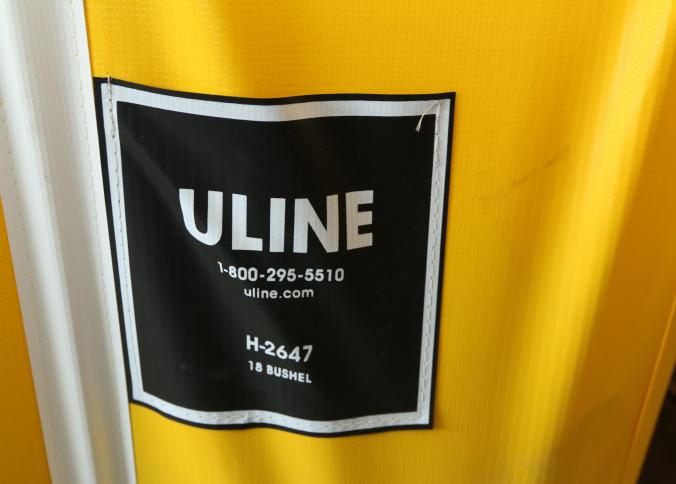 ULINE
1-800-295-5510
uline.com
H-2647
18 BUSHEL